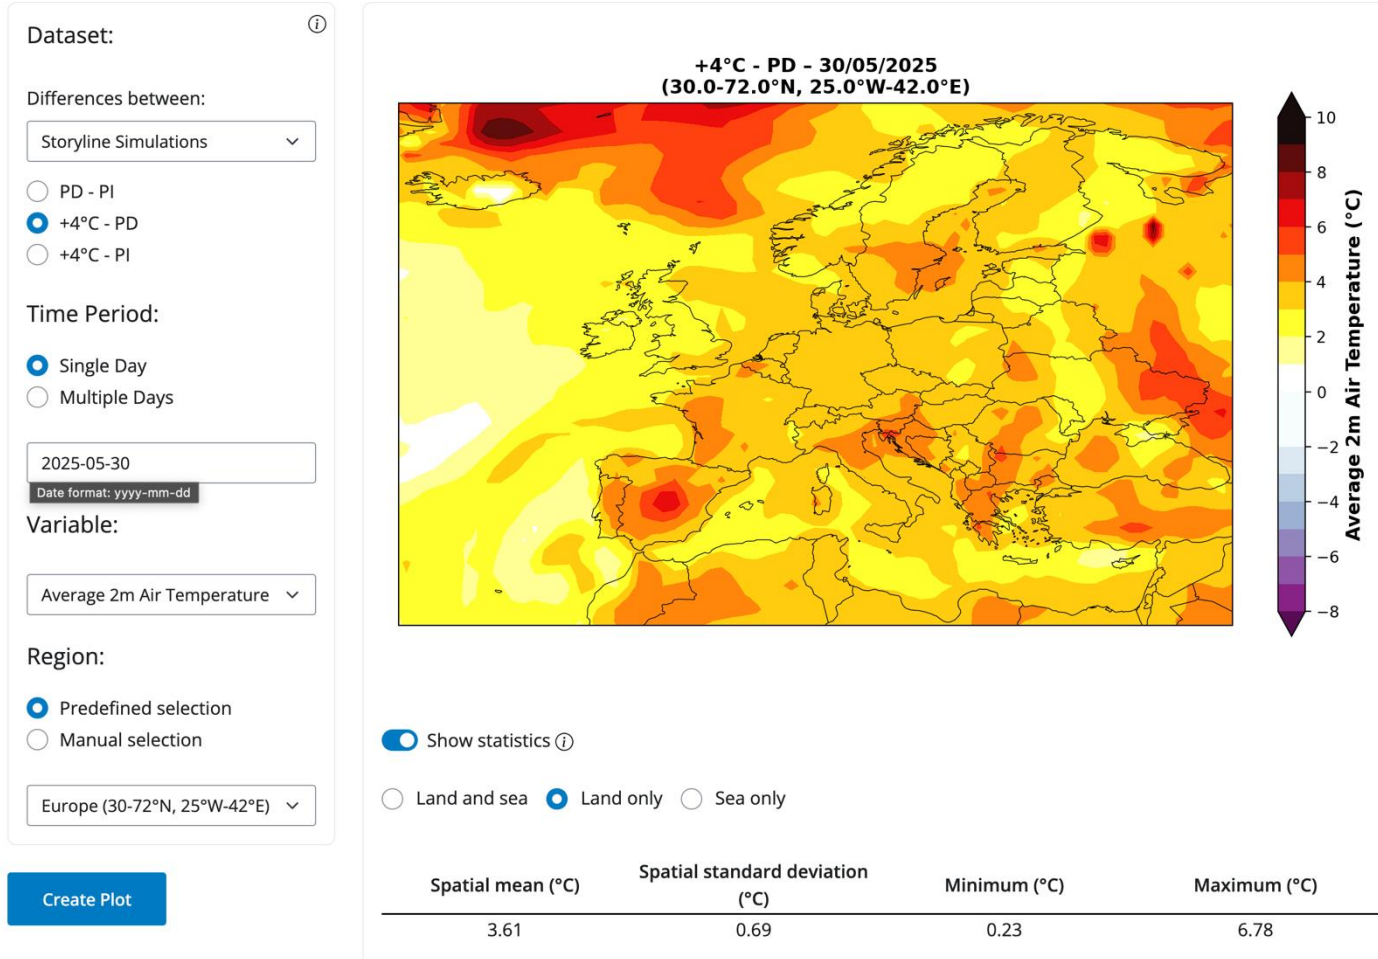 Dataset:
Differences between:
Storyline Simulations
PD - PI
+4°C - PD
+4°C - PI
Time Period:
Single Day
Multiple Days
2025-05-30
Date format: yyyy-mm-dd
Variable:
Average 2m Air Temperature
Region:
Predefined selection
Manual selection
Europe (30-72°N, 25°W-42°E)
Create Plot
+4°C - PD – 30/05/2025
(30.0-72.0°N, 25.0°W-42.0°E)
10
8
6
4
2
0
−2
−4
−6
−8
Average 2m Air Temperature (°C)
Show statistics
Land and sea
Land only
Sea only
Spatial mean (°C)
Spatial standard deviation
(°C)
Minimum (°C)
Maximum (°C)
3.61
0.69
0.23
6.78